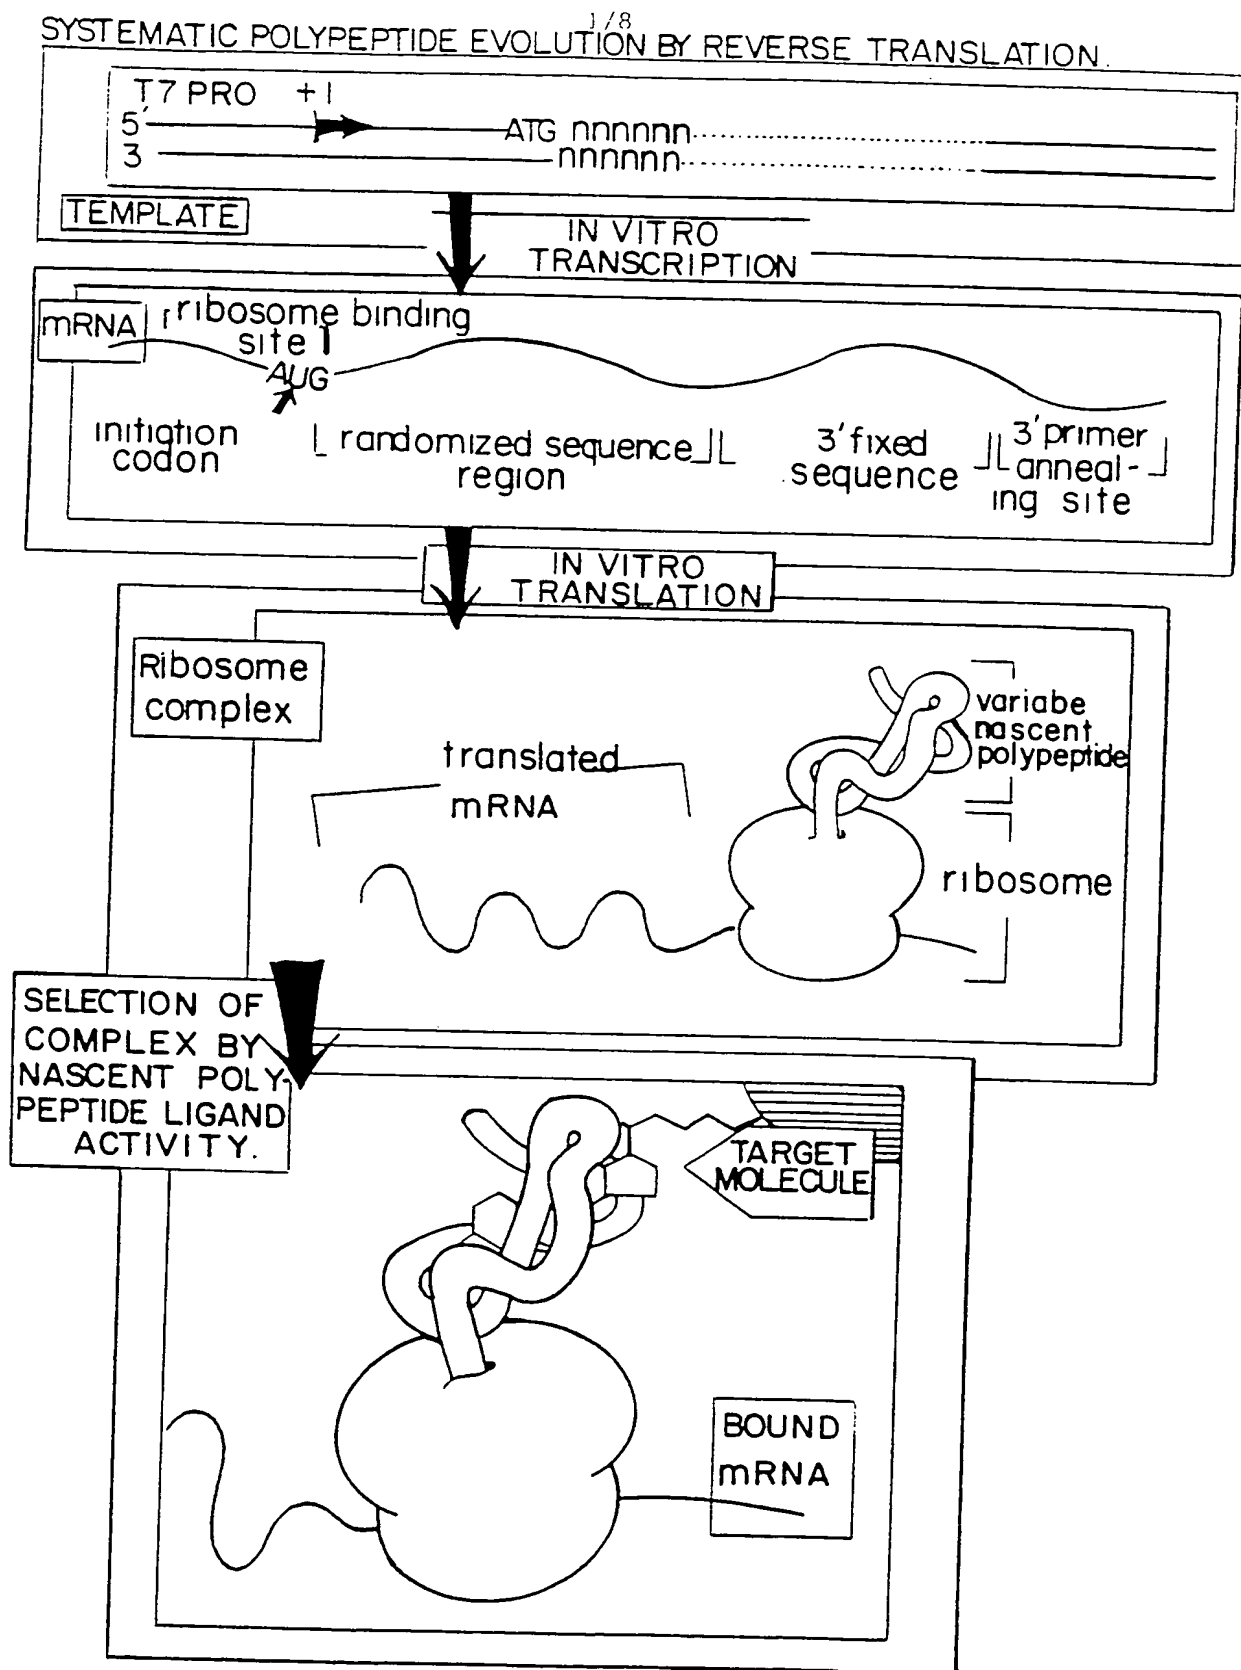 1/8
SYSTEMATIC POLYPEPTIDE EVOLUTION BY REVERSE TRANSLATION.
T7 PRO +1
5' ATG nnnnnn
3 nnnnnn
TEMPLATE
IN VITRO
TRANSCRIPTION
mRNA
ribosome binding
site
AUG
initiation
codon
randomized sequence
region
3' fixed
sequence
3' primer
anneal-
ing site
IN VITRO
TRANSLATION
Ribosome
complex
translated
mRNA
variabe
nascent
polypeptide
ribosome
SELECTION OF
COMPLEX BY
NASCENT POLY-
PEPTIDE LIGAND
ACTIVITY.
TARGET
MOLECULE
BOUND
mRNA